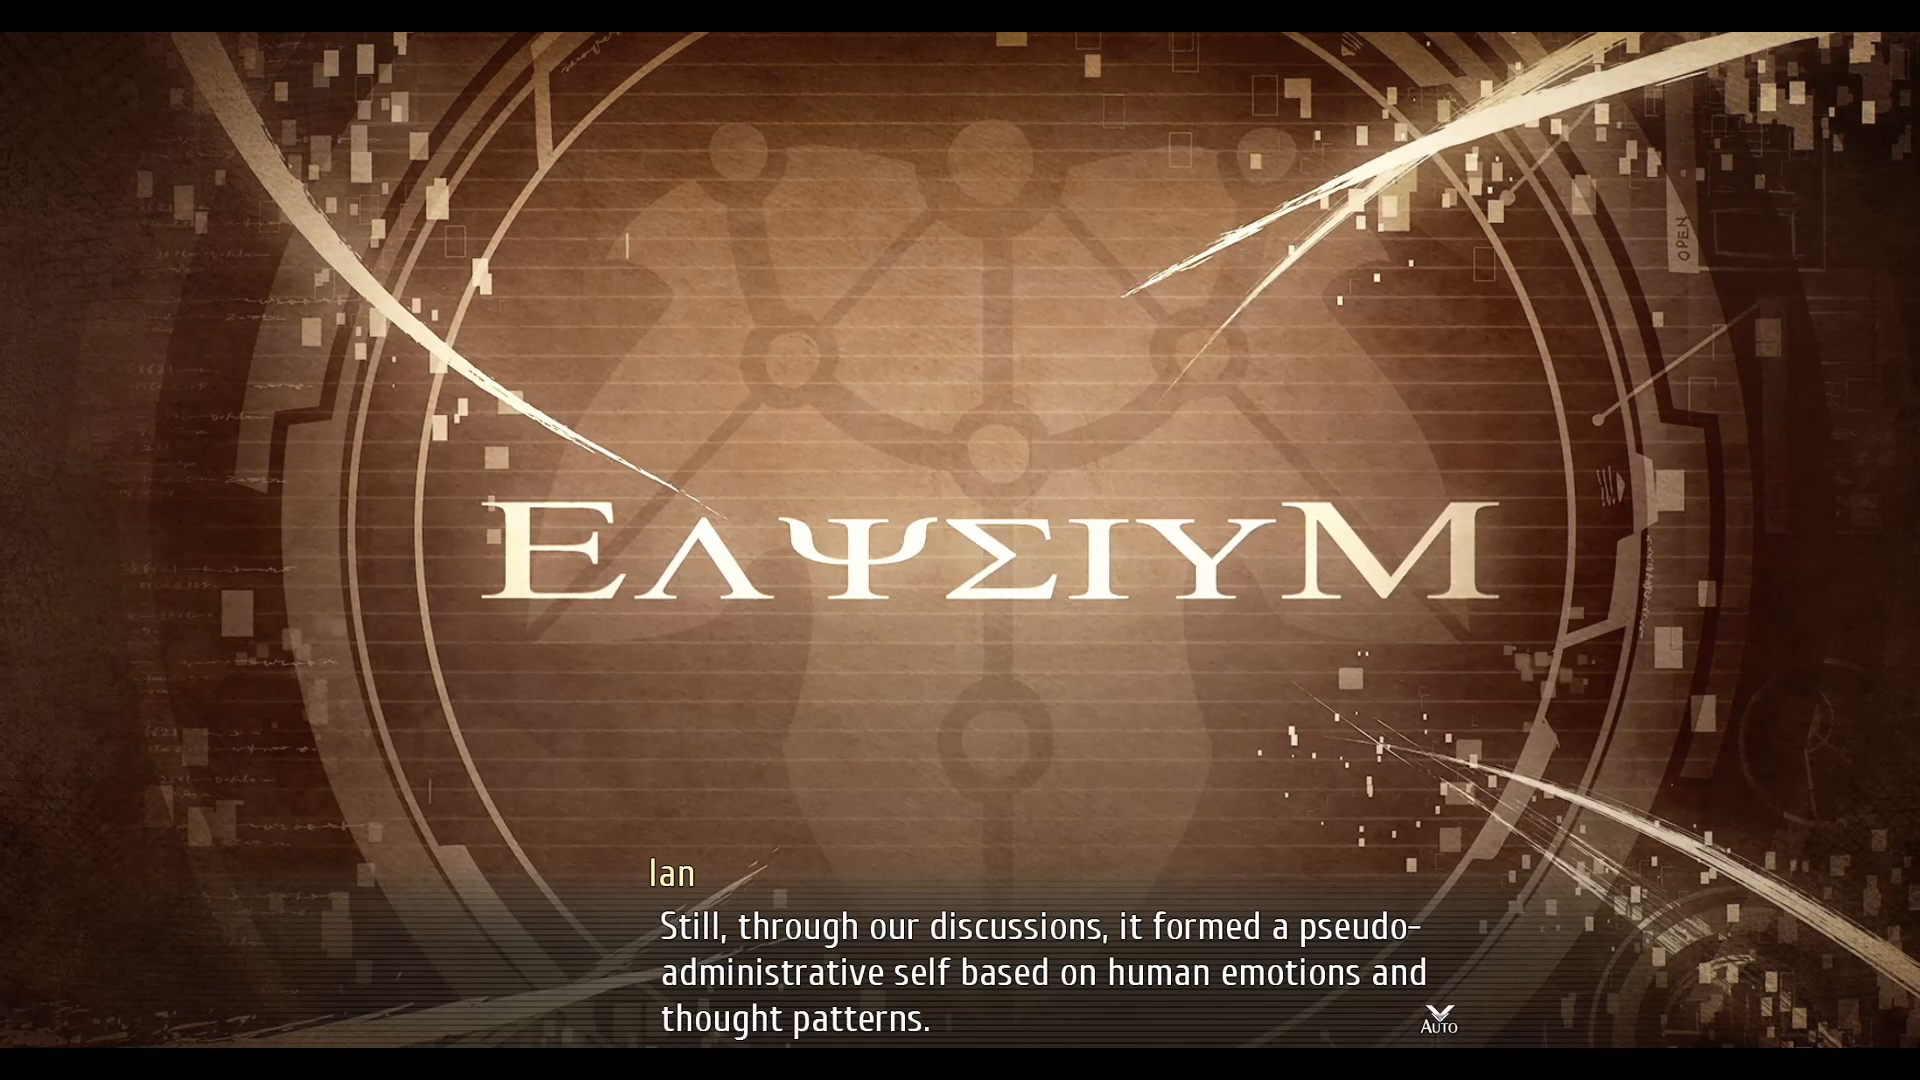 OPEN
ΕΛΨΣΙΥΜ
Ian
Still, through our discussions, it formed a pseudo-
administrative self based on human emotions and
thought patterns.
AUTO